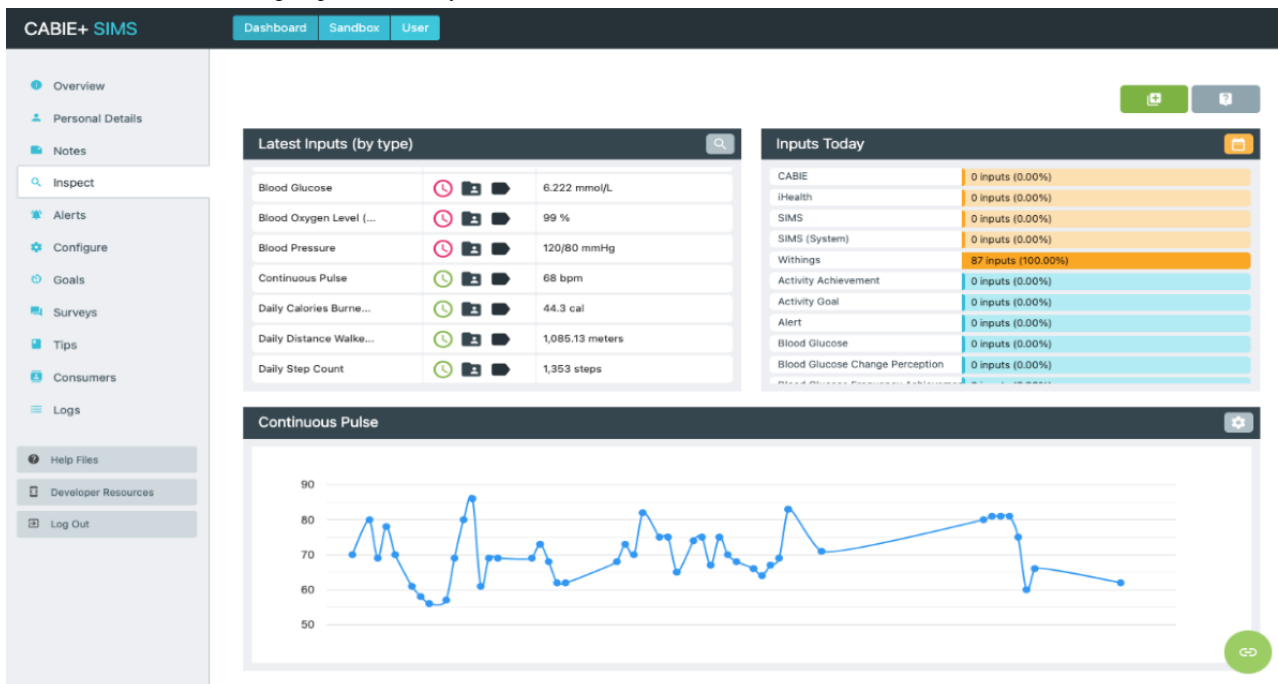 CABIE+ SIMS
Dashboard Sandbox User
Overview
Personal Details
Notes
Inspect
Alerts
Configure
Goals
Surveys
Tips
Consumers
Logs
Help Files
Developer Resources
Log Out
Latest Inputs (by type)
Blood Glucose 6.222 mmol/L
Blood Oxygen Level (... 99 %
Blood Pressure 120/80 mmHg
Continuous Pulse 68 bpm
Daily Calories Burne... 44.3 cal
Daily Distance Walke... 1,085.13 meters
Daily Step Count 1,353 steps
Inputs Today
CABIE 0 inputs (0.00%)
iHealth 0 inputs (0.00%)
SIMS 0 inputs (0.00%)
SIMS (System) 0 inputs (0.00%)
Withings 87 inputs (100.00%)
Activity Achievement 0 inputs (0.00%)
Activity Goal 0 inputs (0.00%)
Alert 0 inputs (0.00%)
Blood Glucose 0 inputs (0.00%)
Blood Glucose Change Perception 0 inputs (0.00%)
Continuous Pulse
90
80
70
60
50